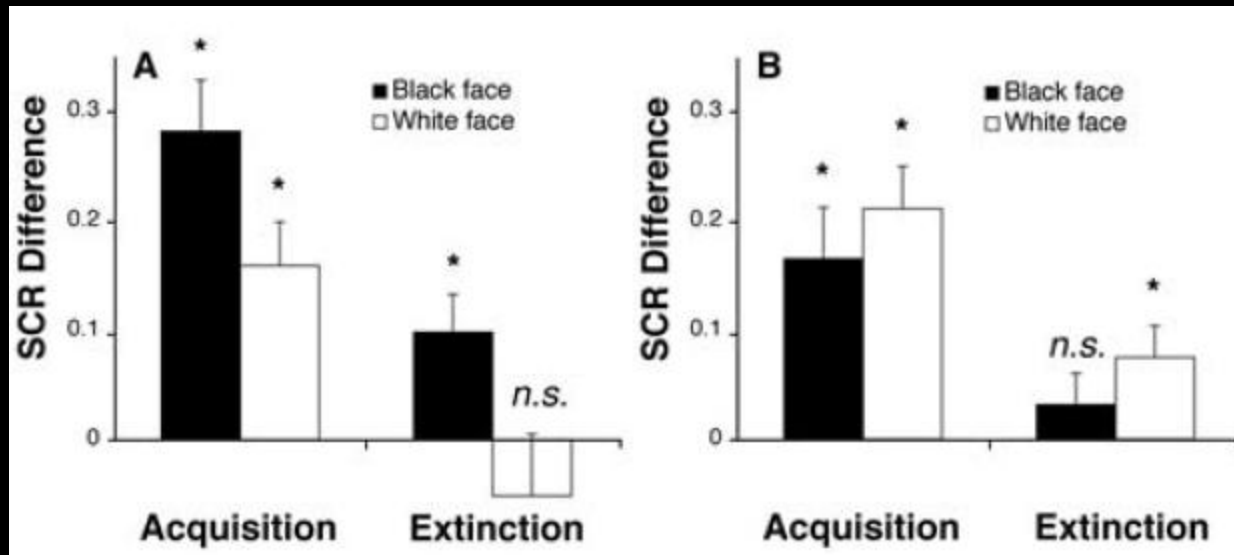 A
* Black face
White face
*
SCR Difference
0.3
0.2
0.1
0
*
n.s.
Acquisition Extinction
B
Black face
White face
*
*
SCR Difference
0.3
0.2
0.1
0
n.s.
*
Acquisition Extinction